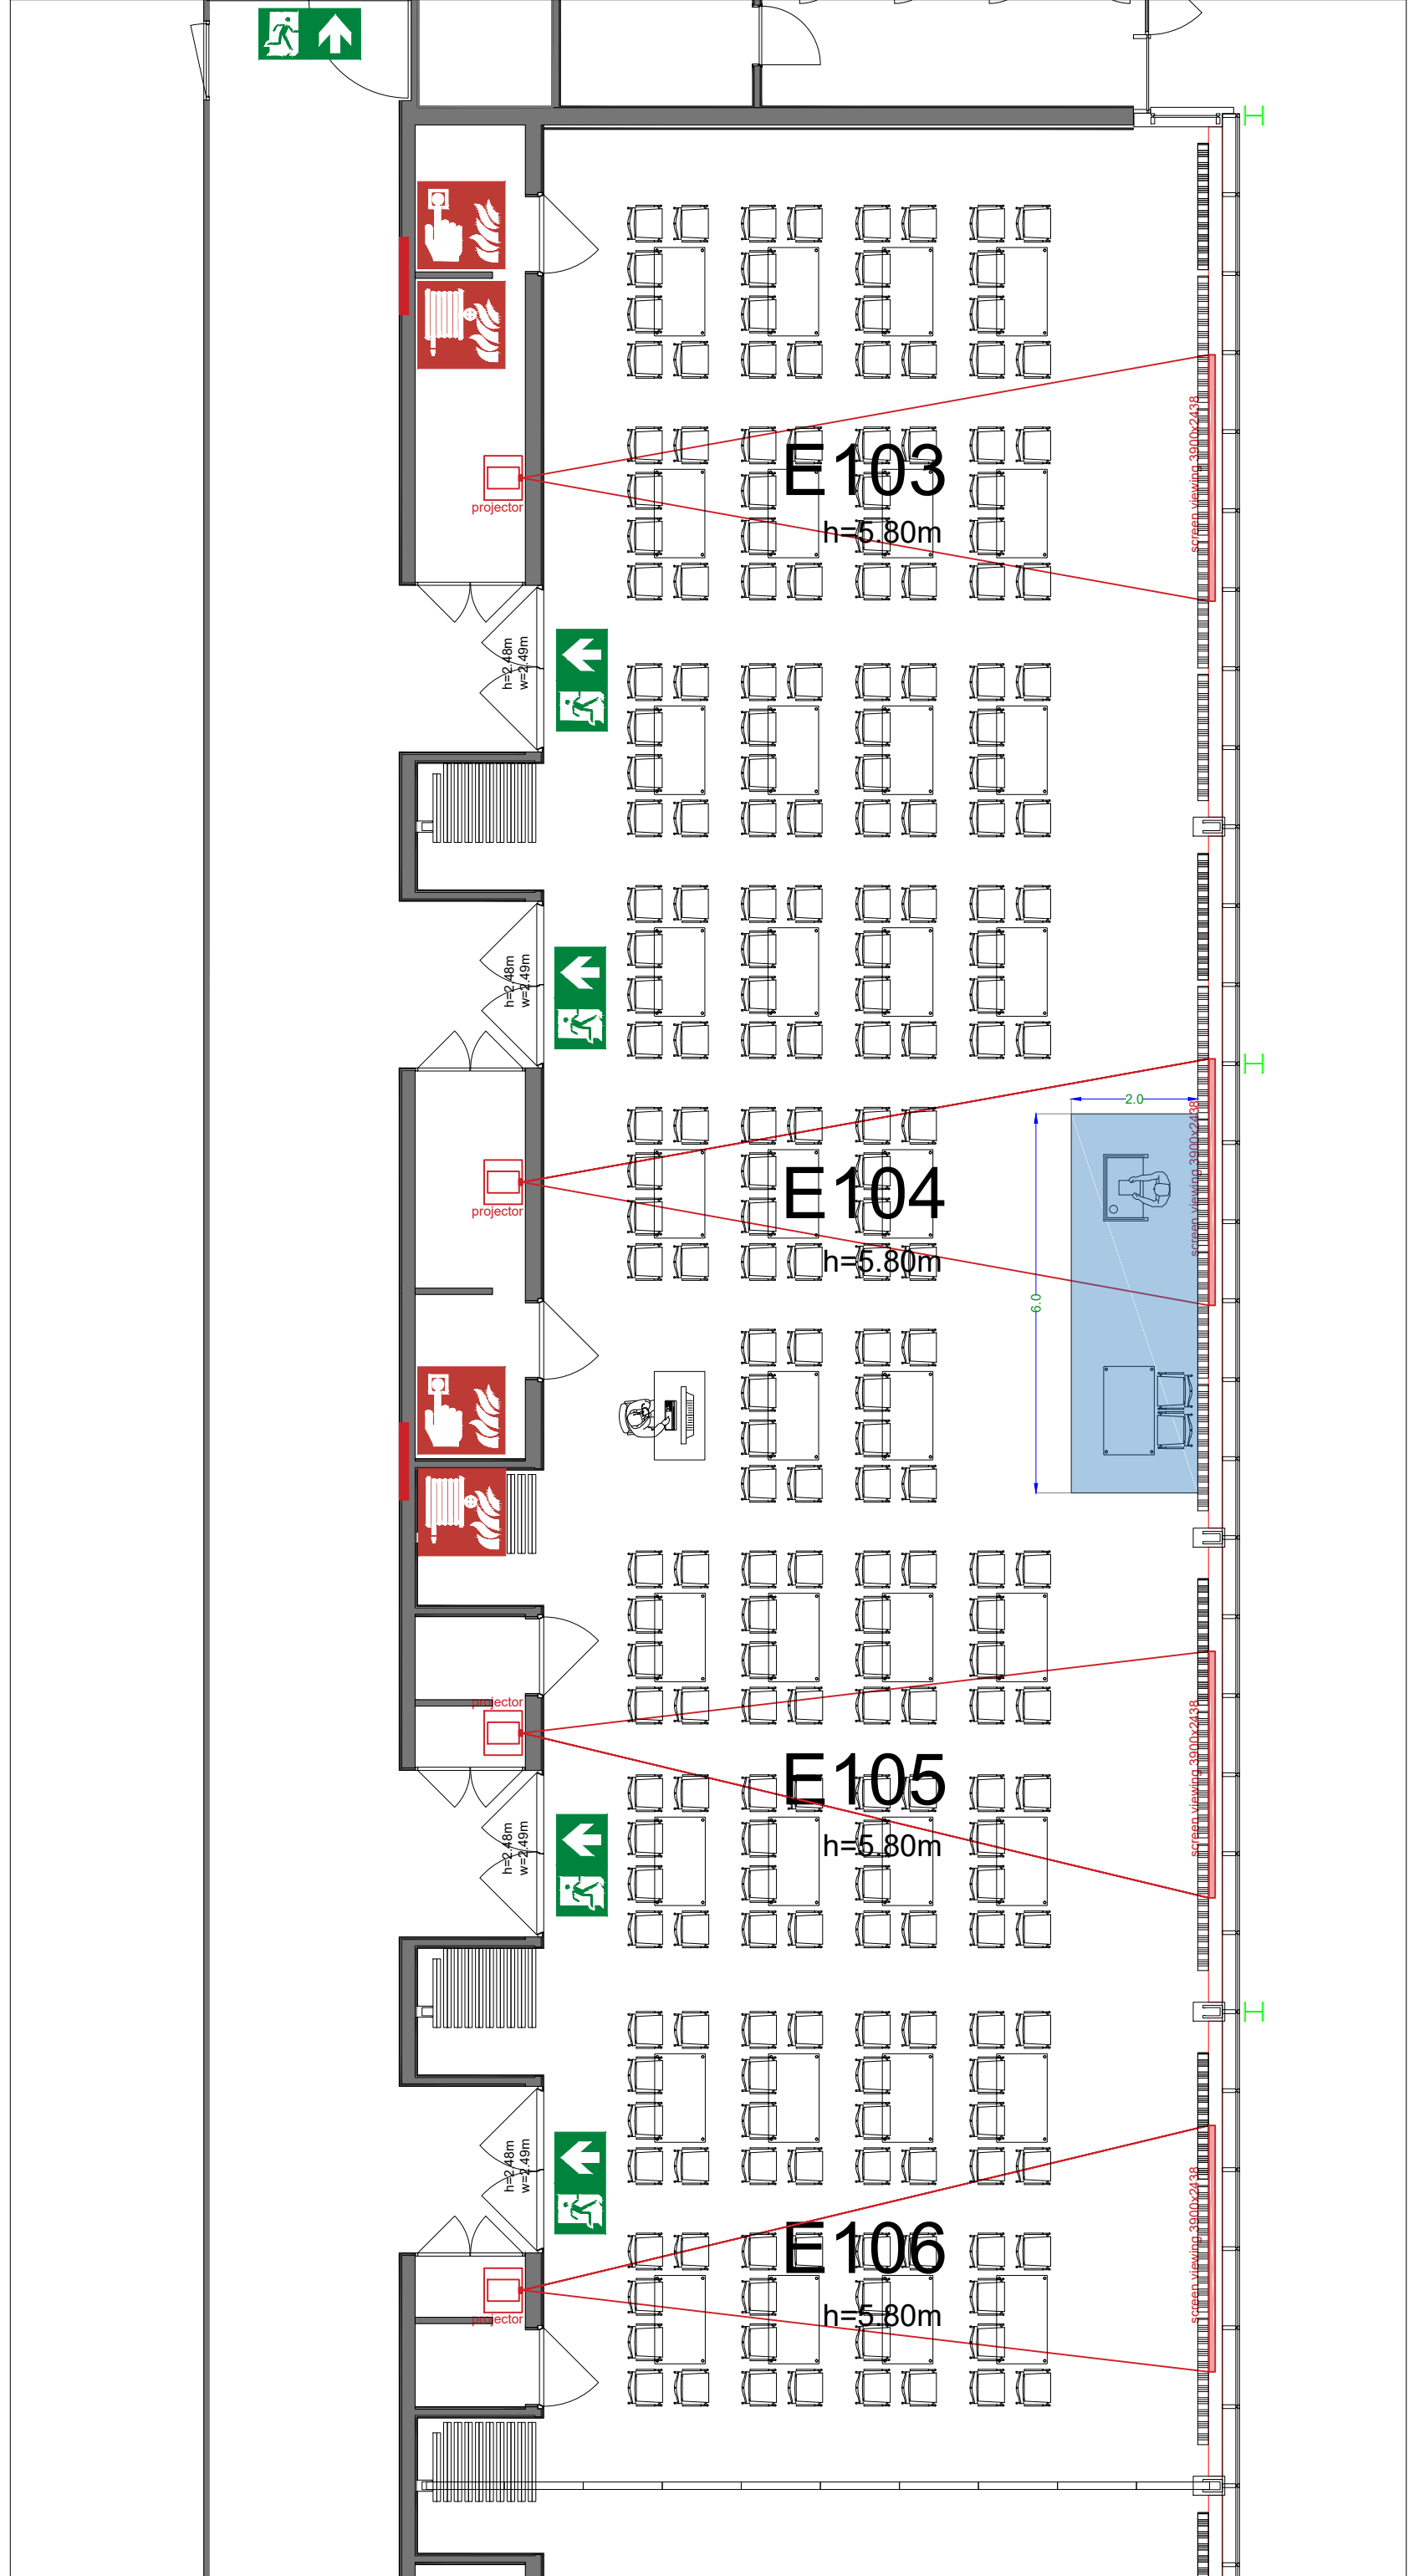 E103
h=5.80m
screen viewing 3900x2438
projector
h=2.48m
w=2.49m
h=2.48m
w=2.49m
2.0
screen viewing 3900x2438
E104
projector
h=5.80m
6.0
projector
screen viewing 3900x2438
E105
h=5.80m
h=2.48m
w=2.49m
h=2.48m
w=2.49m
screen viewing 3900x2438
E106
h=5.80m
projector